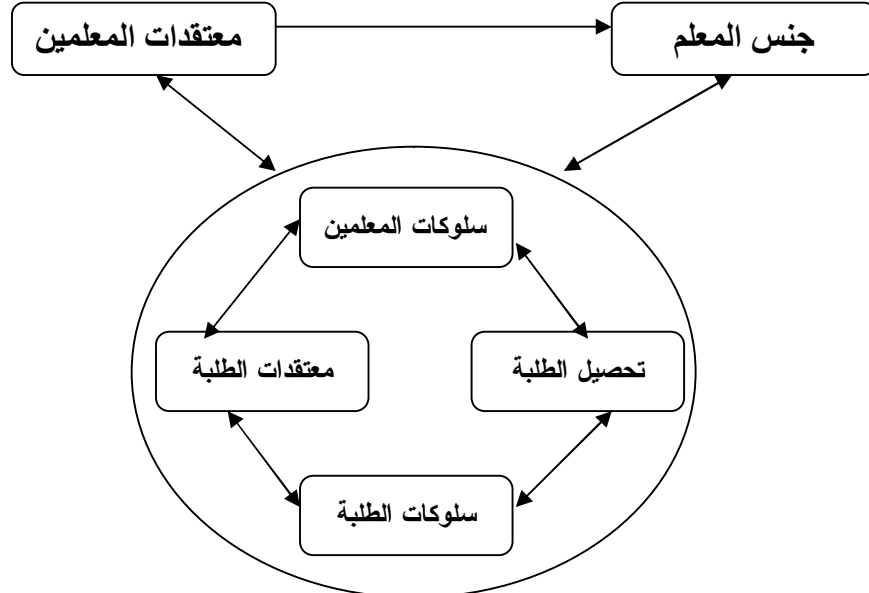 جنس المعلم
معتقدات المعلمين
سلوكات المعلمين
تحصيل الطلبة
معتقدات الطلبة
سلوكات الطلبة